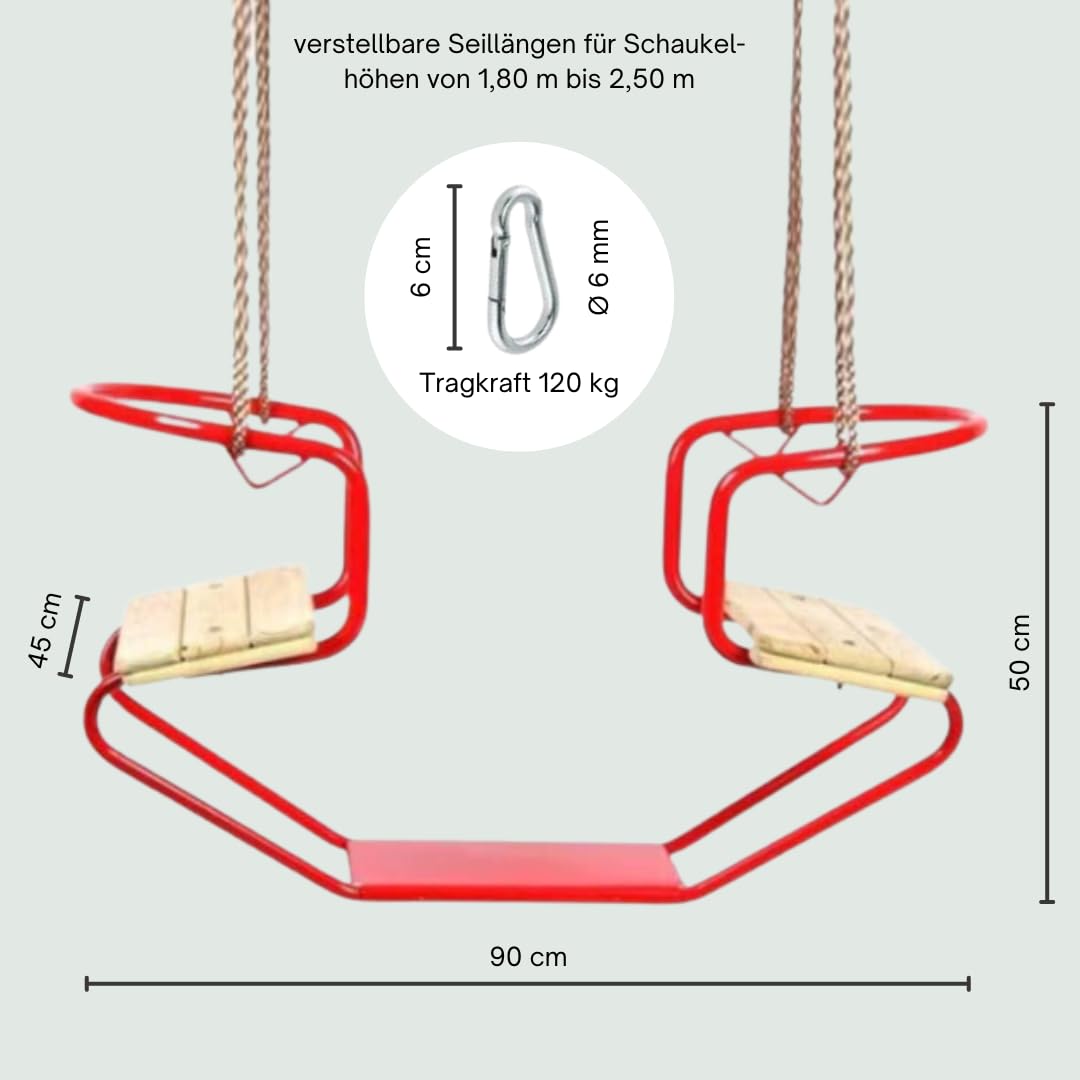 verstellbare Seillängen für Schaukel-
höhen von 1,80 m bis 2,50 m
6 cm
Ø 6 mm
Tragkraft 120 kg
45 cm
50 cm
90 cm